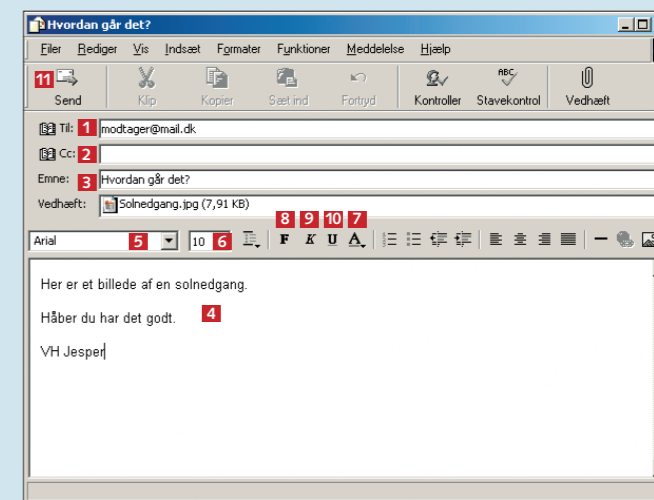 Hvordan går det?
Filer Rediger Vis Indsæt Formater Funktioner Meddelelse Hjælp
11 ABC
Send Klip Kopier Sæt ind Fortryd Kontroller Stavekontrol Vedhæft
Til: 1 modtager@mail.dk
Cc: 2
Emne: 3 Hvordan går det?
Vedhæft: Solnedgang.jpg (7,91 KB)
8 9 10 7
Arial 5 10 6 F K U A
Her er et billede af en solnedgang.
Håber du har det godt. 4
VH Jesper